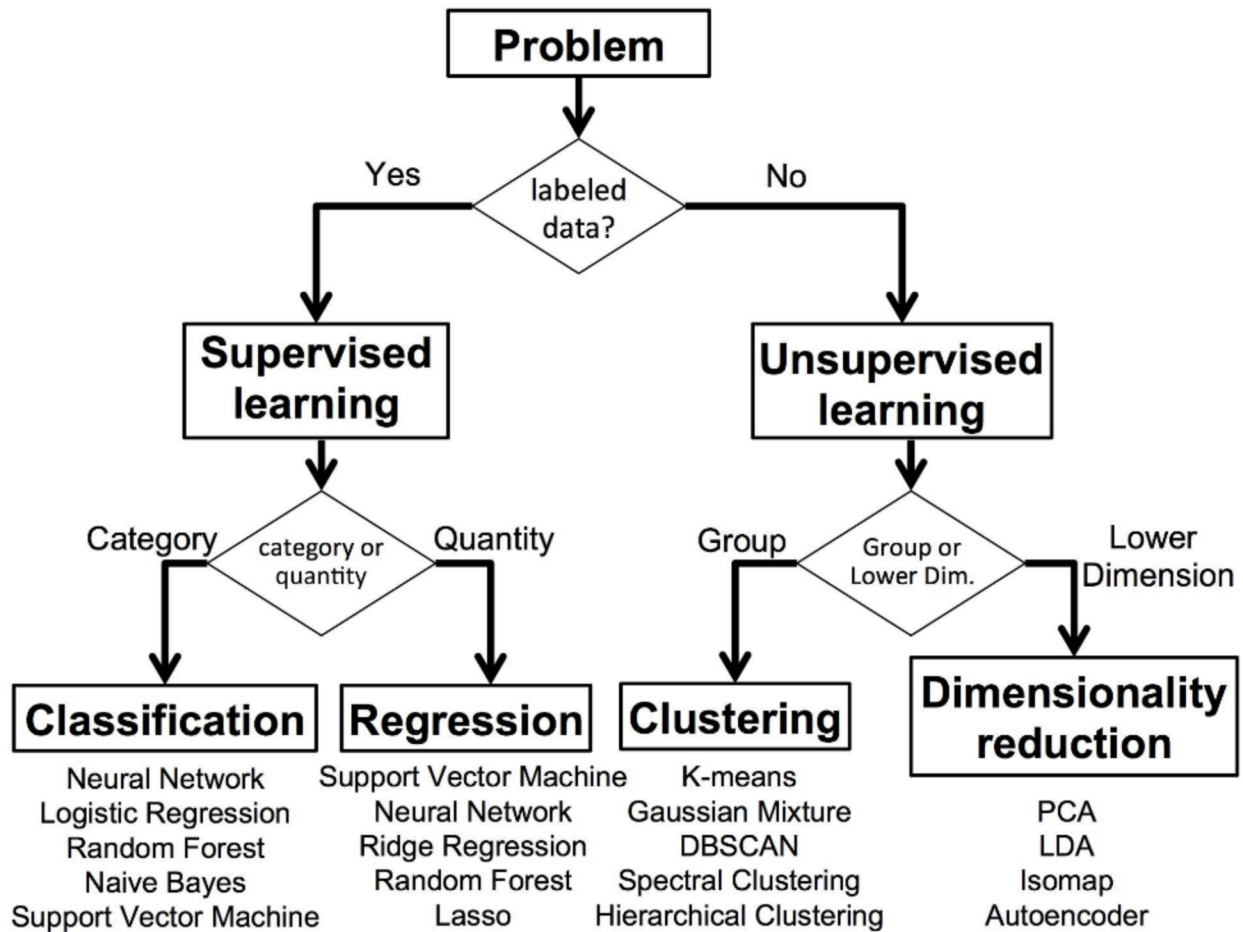 Problem
Yes
labeled
data?
No
Supervised
learning
Unsupervised
learning
Category
category or
quantity
Quantity
Group
Group or
Lower Dim.
Lower
Dimension
Classification
Neural Network
Logistic Regression
Random Forest
Naive Bayes
Support Vector Machine
Regression
Support Vector Machine
Neural Network
Ridge Regression
Random Forest
Lasso
Clustering
K-means
Gaussian Mixture
DBSCAN
Spectral Clustering
Hierarchical Clustering
Dimensionality
reduction
PCA
LDA
Isomap
Autoencoder